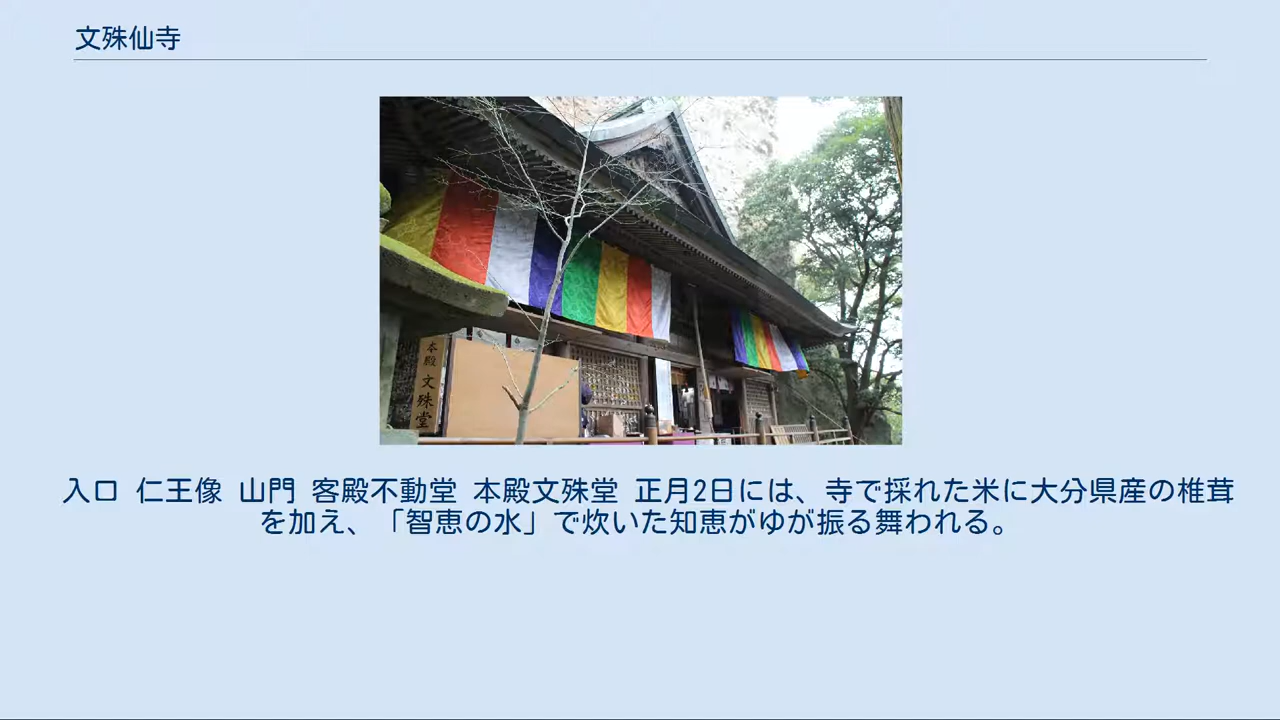 文殊仙寺
本殿 文殊堂
入口 仁王像 山門 客殿不動堂 本殿文殊堂 正月2日には、寺で採れた米に大分県産の椎茸
を加え、「智恵の水」で炊いた知恵がゆが振る舞われる。